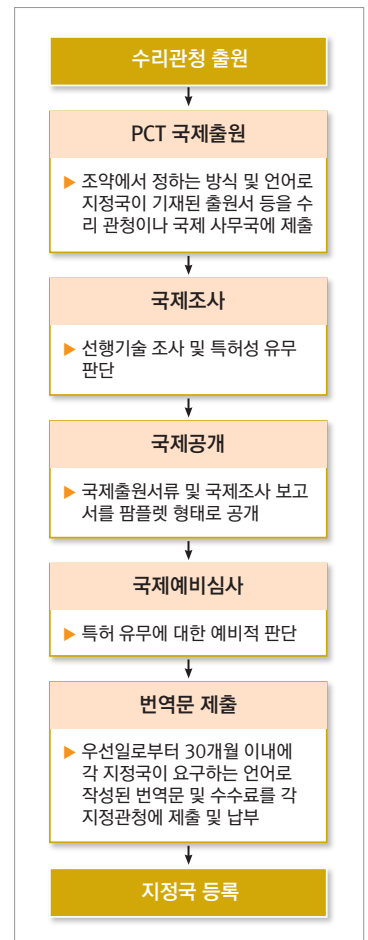 수리관청 출원
PCT 국제출원
▶ 조약에서 정하는 방식 및 언어로
지정국이 기재된 출원서 등을 수
리 관청이나 국제 사무국에 제출
국제조사
▶ 선행기술 조사 및 특허성 유무
판단
국제공개
▶ 국제출원서류 및 국제조사 보고
서를 팜플렛 형태로 공개
국제예비심사
▶ 특허 유무에 대한 예비적 판단
번역문 제출
▶ 우선일로부터 30개월 이내에
각 지정국이 요구하는 언어로
작성된 번역문 및 수수료를 각
지정관청에 제출 및 납부
지정국 등록